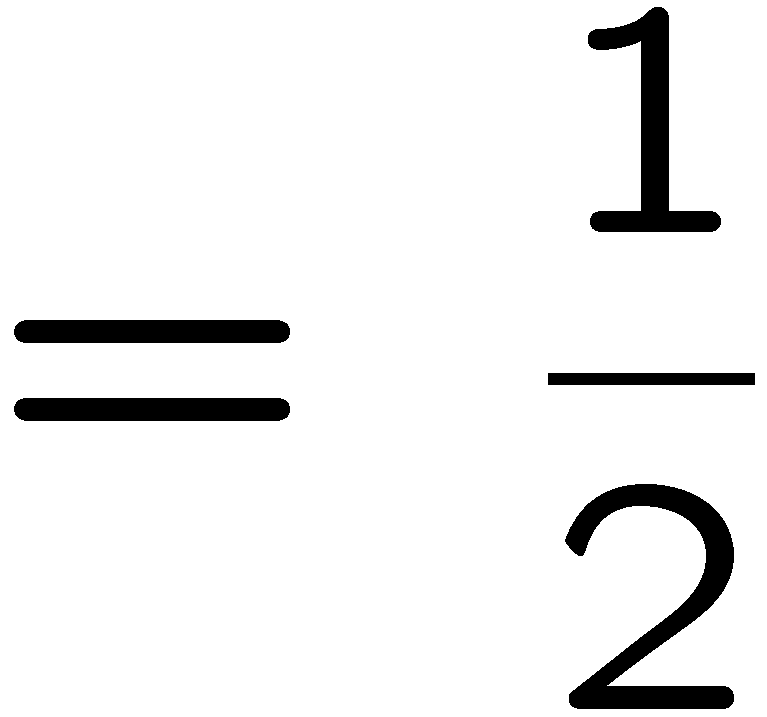 = 1/2